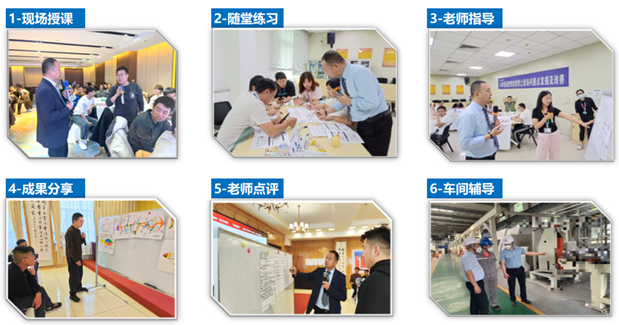 1-现场授课
2-随堂练习
3-老师指导
4-成果分享
5-老师点评
6-车间辅导